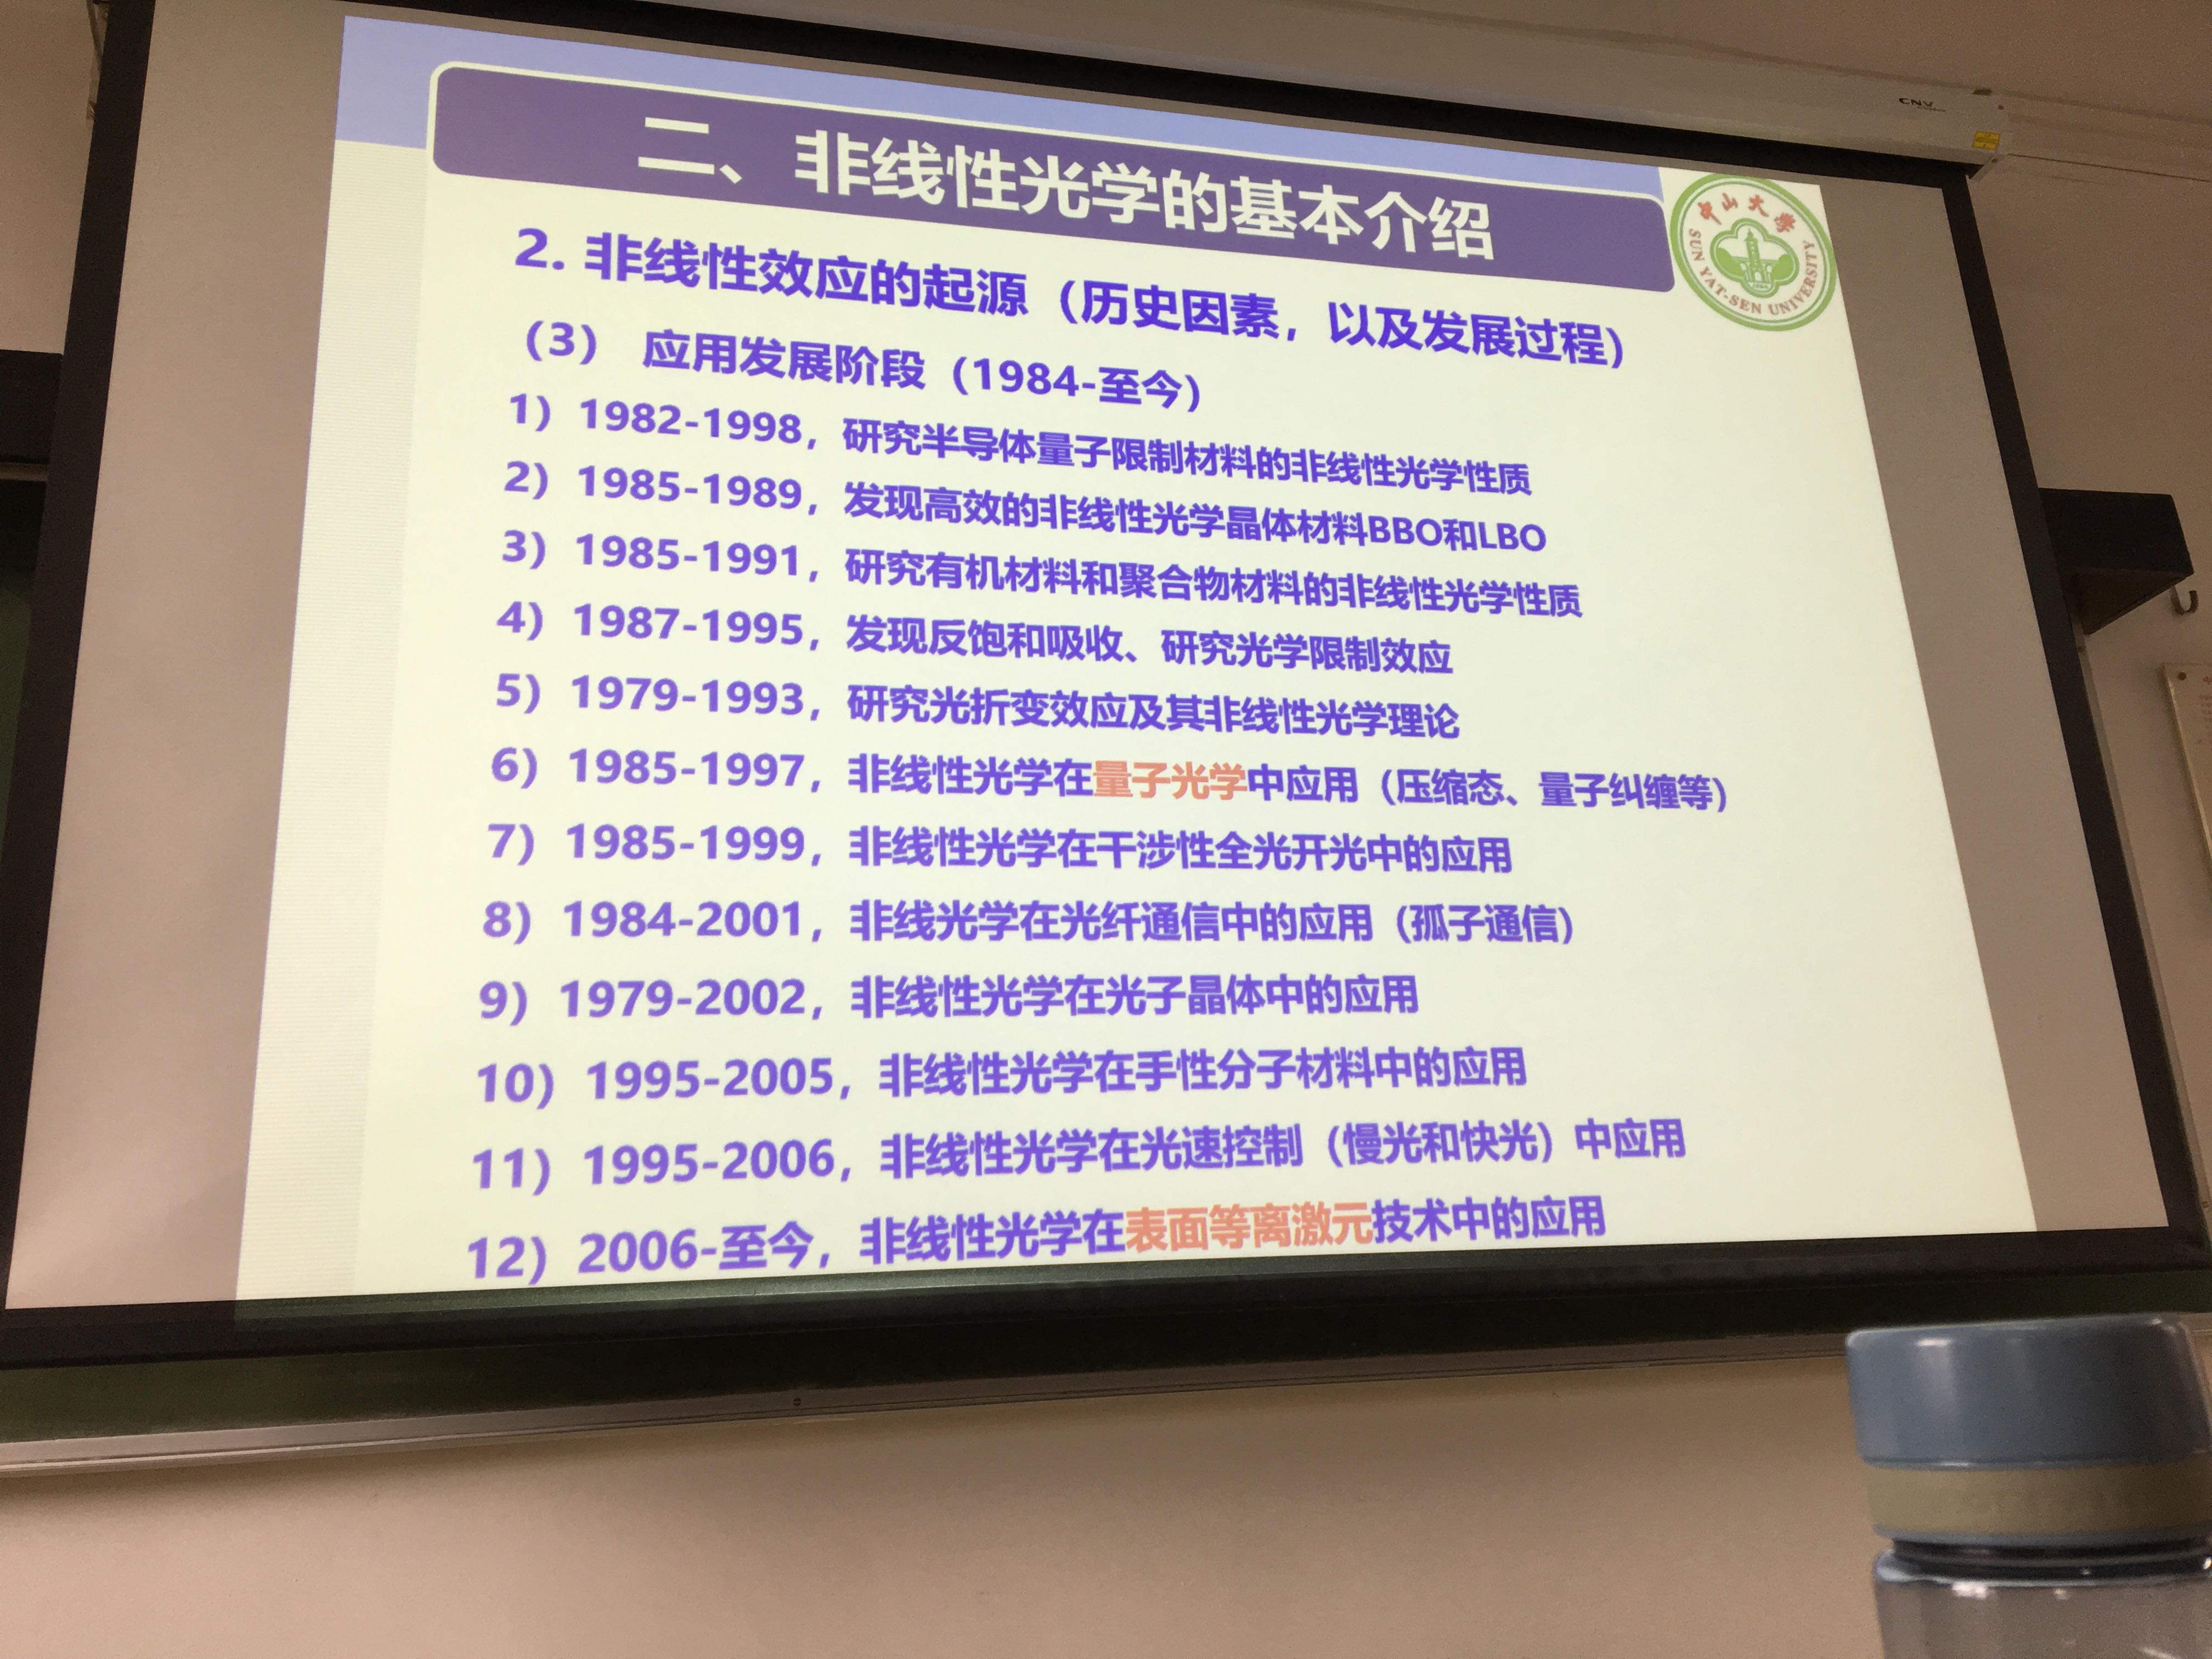 CNV
二、非线性光学的基本介绍
中山大学
SUN YAT-SEN UNIVERSITY
2. 非线性效应的起源（历史因素，以及发展过程）
（3） 应用发展阶段（1984-至今）
1）1982-1998，研究半导体量子限制材料的非线性光学性质
2）1985-1989，发现高效的非线性光学晶体材料BBO和LBO
3）1985-1991，研究有机材料和聚合物材料的非线性光学性质
4）1987-1995，发现反饱和吸收、研究光学限制效应
5）1979-1993，研究光折变效应及其非线性光学理论
6）1985-1997，非线性光学在量子光学中应用（压缩态、量子纠缠等）
7）1985-1999，非线性光学在干涉性全光开光中的应用
8）1984-2001，非线光学在光纤通信中的应用（孤子通信）
9）1979-2002，非线性光学在光子晶体中的应用
10）1995-2005，非线性光学在手性分子材料中的应用
11）1995-2006，非线性光学在光速控制（慢光和快光）中应用
12）2006-至今，非线性光学在表面等离激元技术中的应用